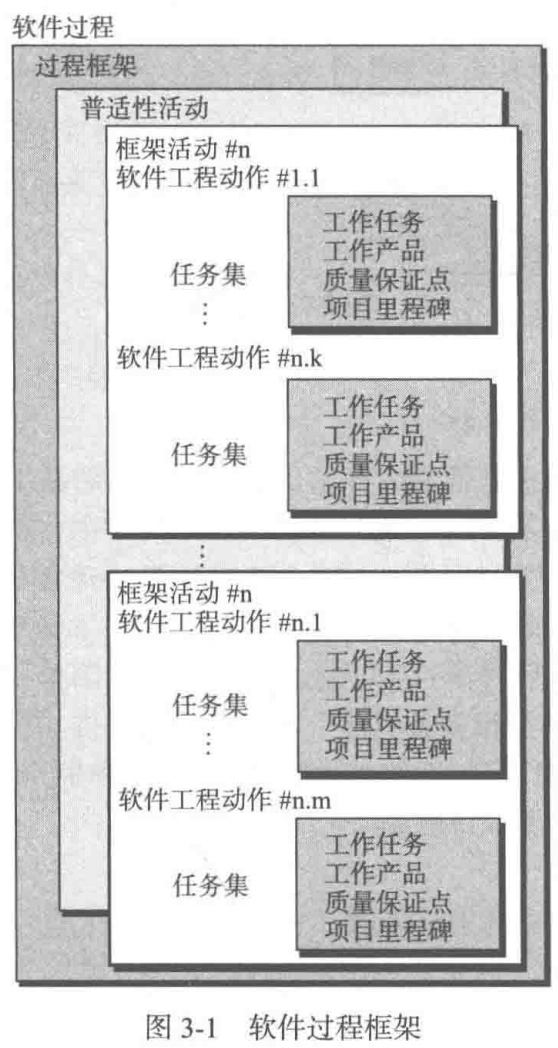 软件过程
过程框架
普适性活动
框架活动 #n
软件工程动作 #1.1
任务集
⋮
工作任务
工作产品
质量保证点
项目里程碑
软件工程动作 #n.k
任务集
工作任务
工作产品
质量保证点
项目里程碑
⋮
框架活动 #n
软件工程动作 #n.1
任务集
⋮
工作任务
工作产品
质量保证点
项目里程碑
软件工程动作 #n.m
任务集
工作任务
工作产品
质量保证点
项目里程碑
图 3-1 软件过程框架